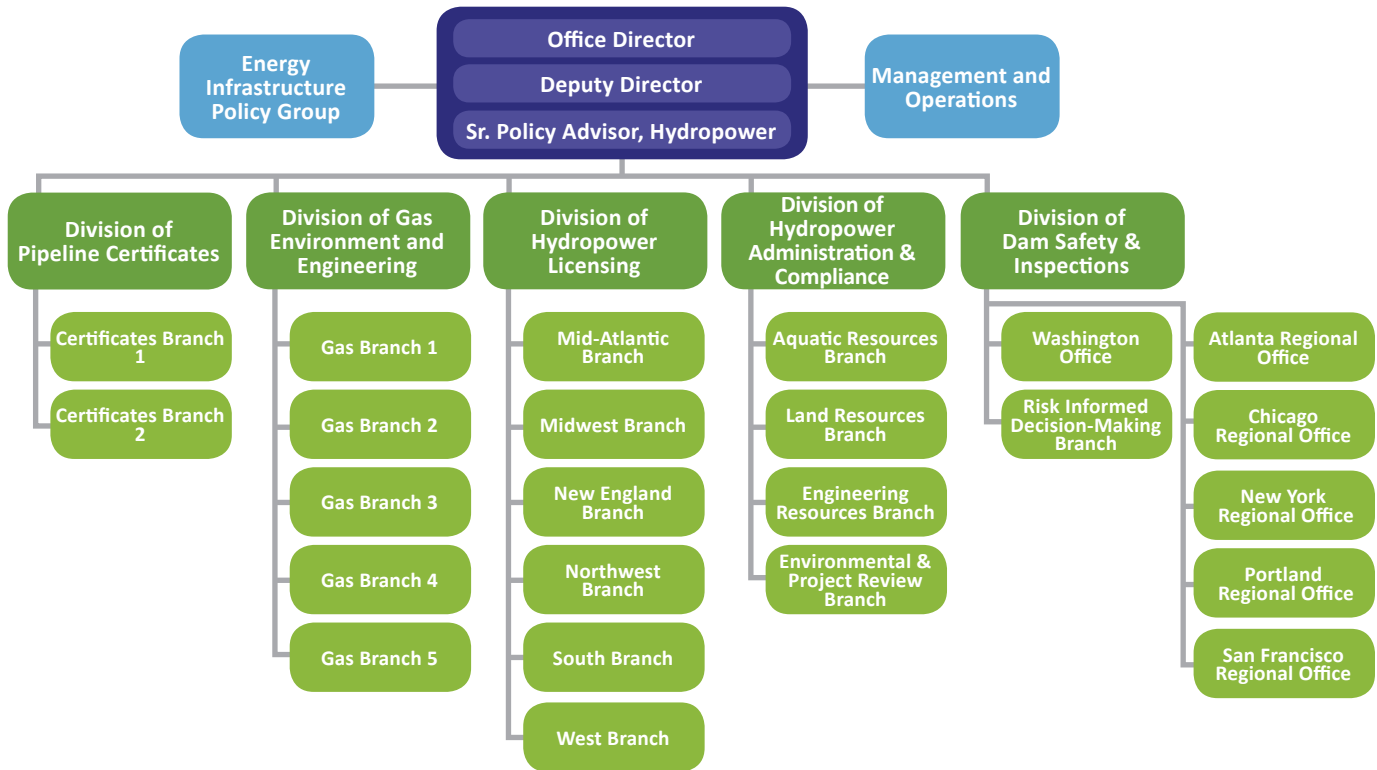 Office Director
Deputy Director
Sr. Policy Advisor, Hydropower
Energy
Infrastructure
Policy Group
Management and
Operations
Division of
Pipeline Certificates
Certificates Branch
1
Certificates Branch
2
Division of Gas
Environment and
Engineering
Gas Branch 1
Gas Branch 2
Gas Branch 3
Gas Branch 4
Gas Branch 5
Division of
Hydropower
Licensing
Mid-Atlantic
Branch
Midwest Branch
New England
Branch
Northwest
Branch
South Branch
West Branch
Division of
Hydropower
Administration &
Compliance
Aquatic Resources
Branch
Land Resources
Branch
Engineering
Resources Branch
Environmental &
Project Review
Branch
Division of
Dam Safety &
Inspections
Washington
Office
Risk Informed
Decision-Making
Branch
Atlanta Regional
Office
Chicago
Regional Office
New York
Regional Office
Portland
Regional Office
San Francisco
Regional Office